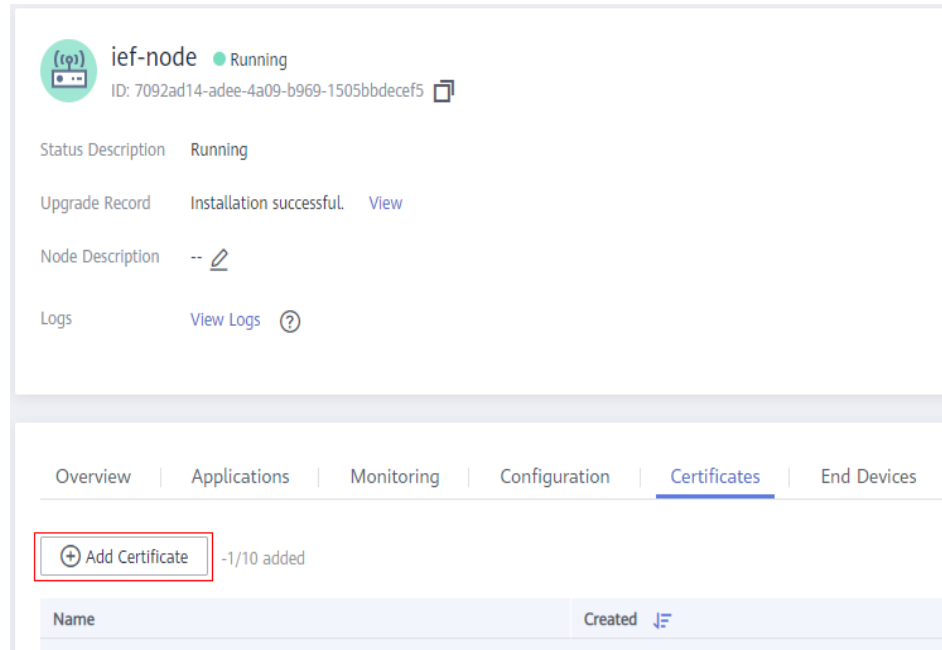 ief-node Running
ID: 7092ad14-adee-4a09-b969-1505bbdecef5
Status Description Running
Upgrade Record Installation successful. View
Node Description --
Logs View Logs ?
Overview Applications Monitoring Configuration Certificates End Devices
Add Certificate -1/10 added
Name Created